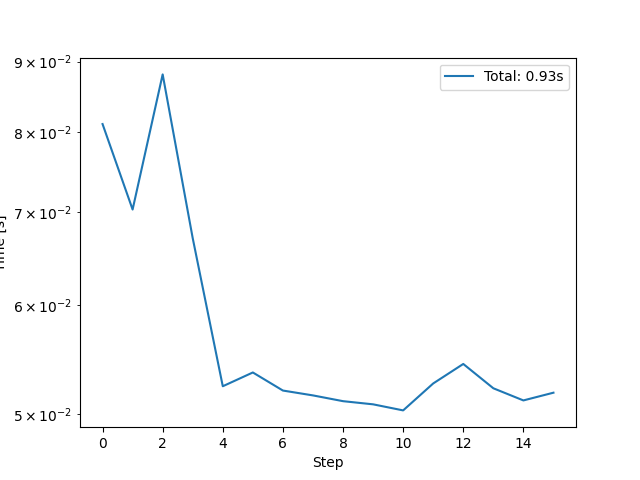 Total: 0.93s
9 × 10⁻²
8 × 10⁻²
7 × 10⁻²
6 × 10⁻²
5 × 10⁻²
[s]
0 2 4 6 8 10 12 14
Step